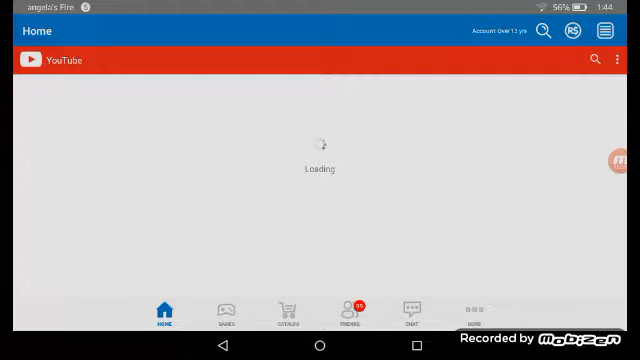 angela's Fire 5 56% 1:44
Home Account Over 13 yrs R$
YouTube
Loading
99
HOME GAMES CATALOG FRIENDS CHAT MORE
Recorded by MOBIZEN